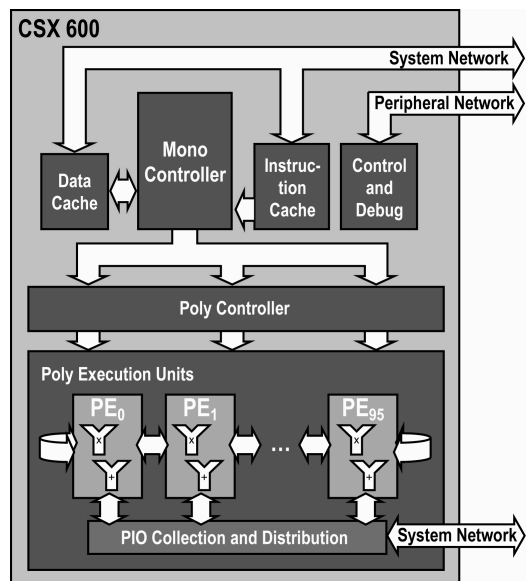 CSX 600
System Network
Peripheral Network
Mono
Controller
Data
Cache
Instruc-
tion
Cache
Control
and
Debug
Poly Controller
Poly Execution Units
PE0
PE1
PE95
x
x
x
...
+
+
+
PIO Collection and Distribution
System Network